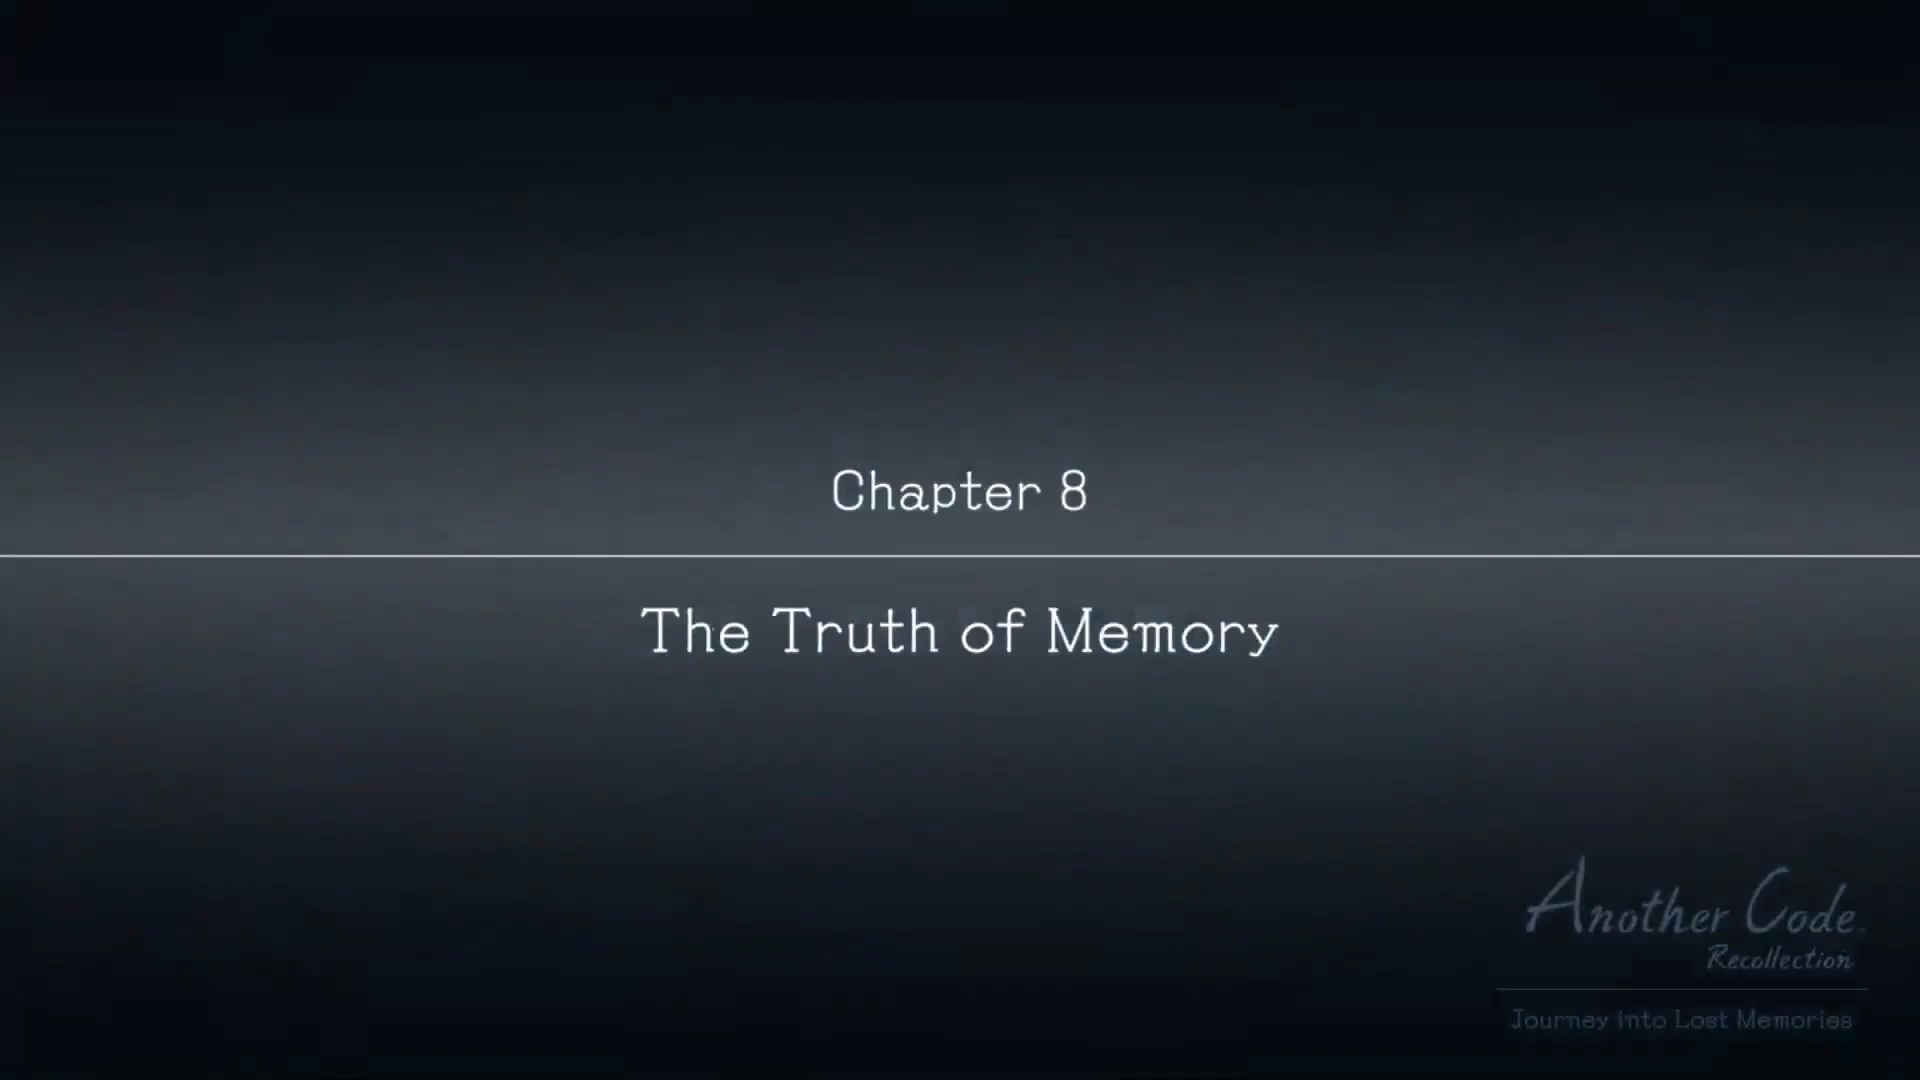 Chapter 8
The Truth of Memory
Another Code
Recollection
Journey into Lost Memories